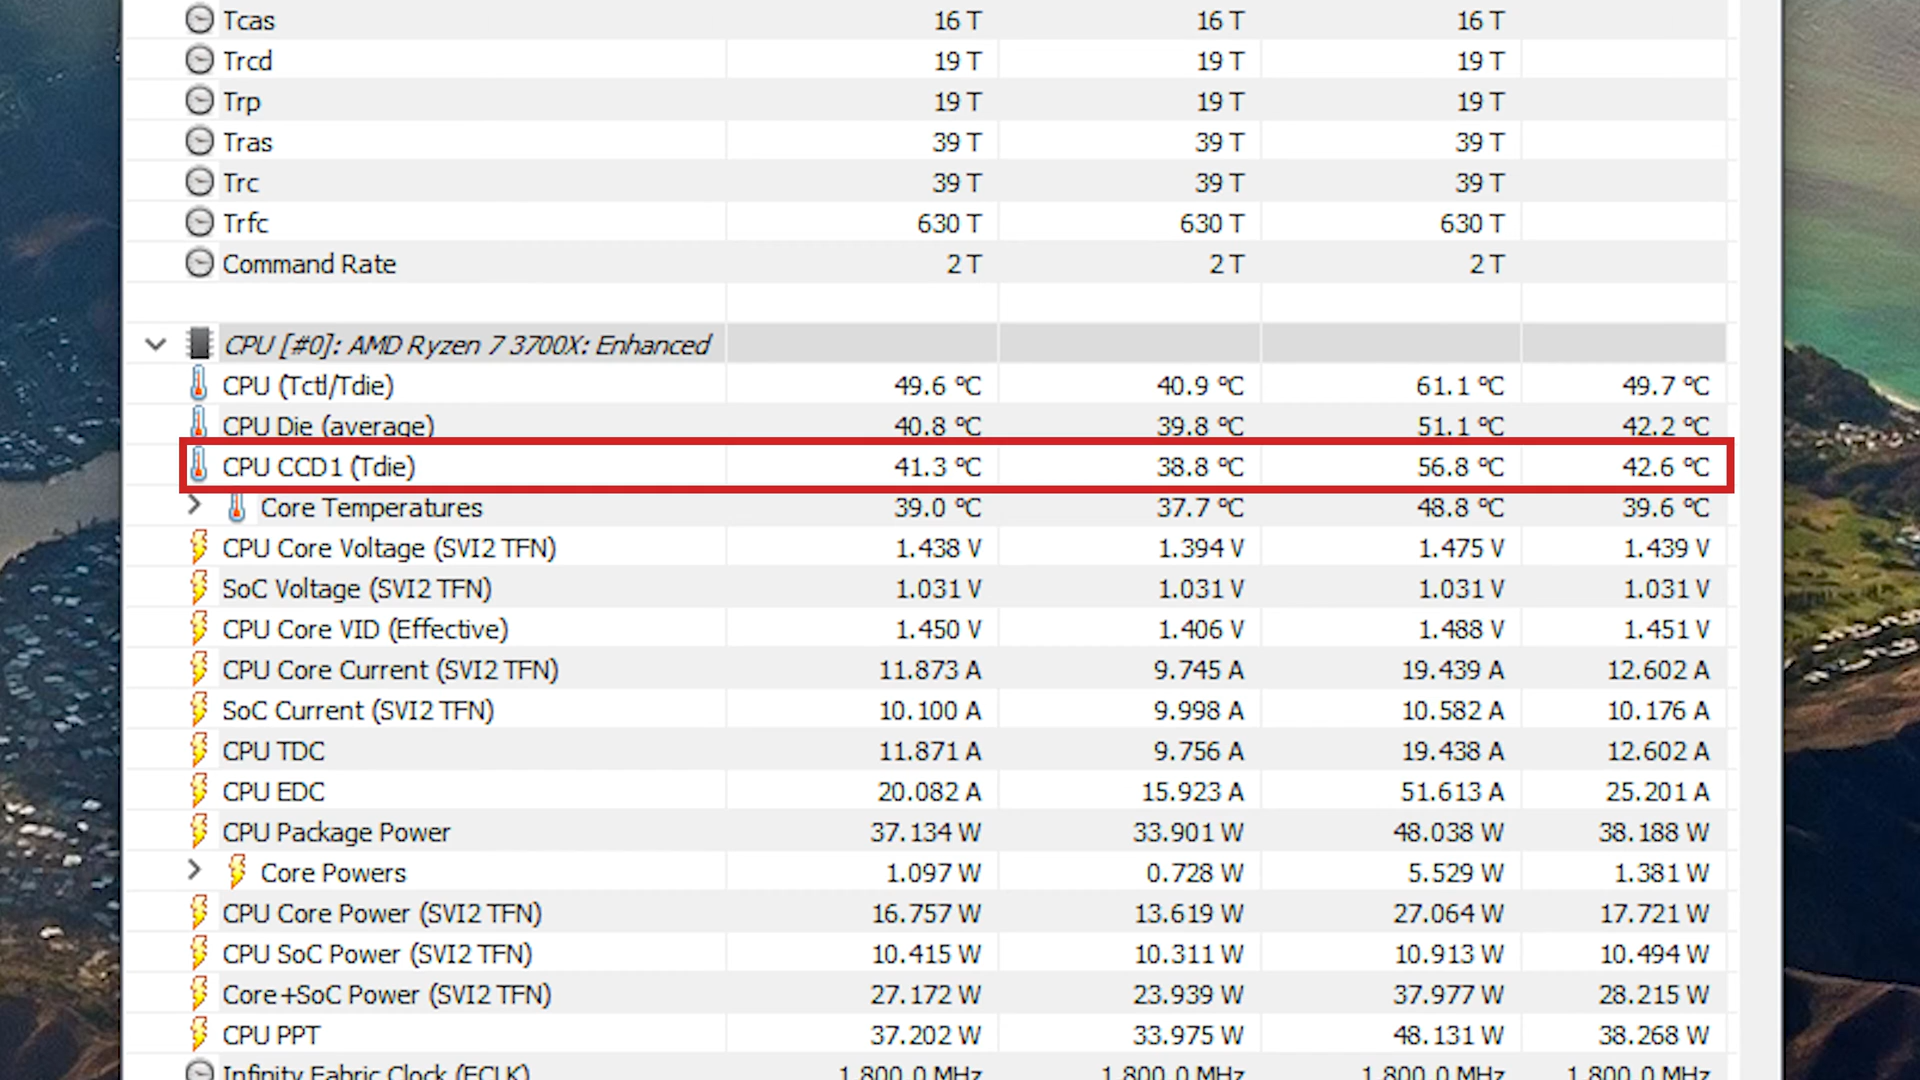 Tcas 16 T 16 T 16 T
Trcd 19 T 19 T 19 T
Trp 19 T 19 T 19 T
Tras 39 T 39 T 39 T
Trc 39 T 39 T 39 T
Trfc 630 T 630 T 630 T
Command Rate 2 T 2 T 2 T
CPU [#0]: AMD Ryzen 7 3700X: Enhanced
CPU (Tctl/Tdie) 49.6 °C 40.9 °C 61.1 °C 49.7 °C
CPU Die (average) 40.8 °C 39.8 °C 51.1 °C 42.2 °C
CPU CCD1 (Tdie) 41.3 °C 38.8 °C 56.8 °C 42.6 °C
Core Temperatures 39.0 °C 37.7 °C 48.8 °C 39.6 °C
CPU Core Voltage (SVI2 TFN) 1.438 V 1.394 V 1.475 V 1.439 V
SoC Voltage (SVI2 TFN) 1.031 V 1.031 V 1.031 V 1.031 V
CPU Core VID (Effective) 1.450 V 1.406 V 1.488 V 1.451 V
CPU Core Current (SVI2 TFN) 11.873 A 9.745 A 19.439 A 12.602 A
SoC Current (SVI2 TFN) 10.100 A 9.998 A 10.582 A 10.176 A
CPU TDC 11.871 A 9.756 A 19.438 A 12.602 A
CPU EDC 20.082 A 15.923 A 51.613 A 25.201 A
CPU Package Power 37.134 W 33.901 W 48.038 W 38.188 W
Core Powers 1.097 W 0.728 W 5.529 W 1.381 W
CPU Core Power (SVI2 TFN) 16.757 W 13.619 W 27.064 W 17.721 W
CPU SoC Power (SVI2 TFN) 10.415 W 10.311 W 10.913 W 10.494 W
Core+SoC Power (SVI2 TFN) 27.172 W 23.939 W 37.977 W 28.215 W
CPU PPT 37.202 W 33.975 W 48.131 W 38.268 W
Infinity Fabric Clock (FCLK) 1,800.0 MHz 1,800.0 MHz 1,800.0 MHz 1,800.0 MHz